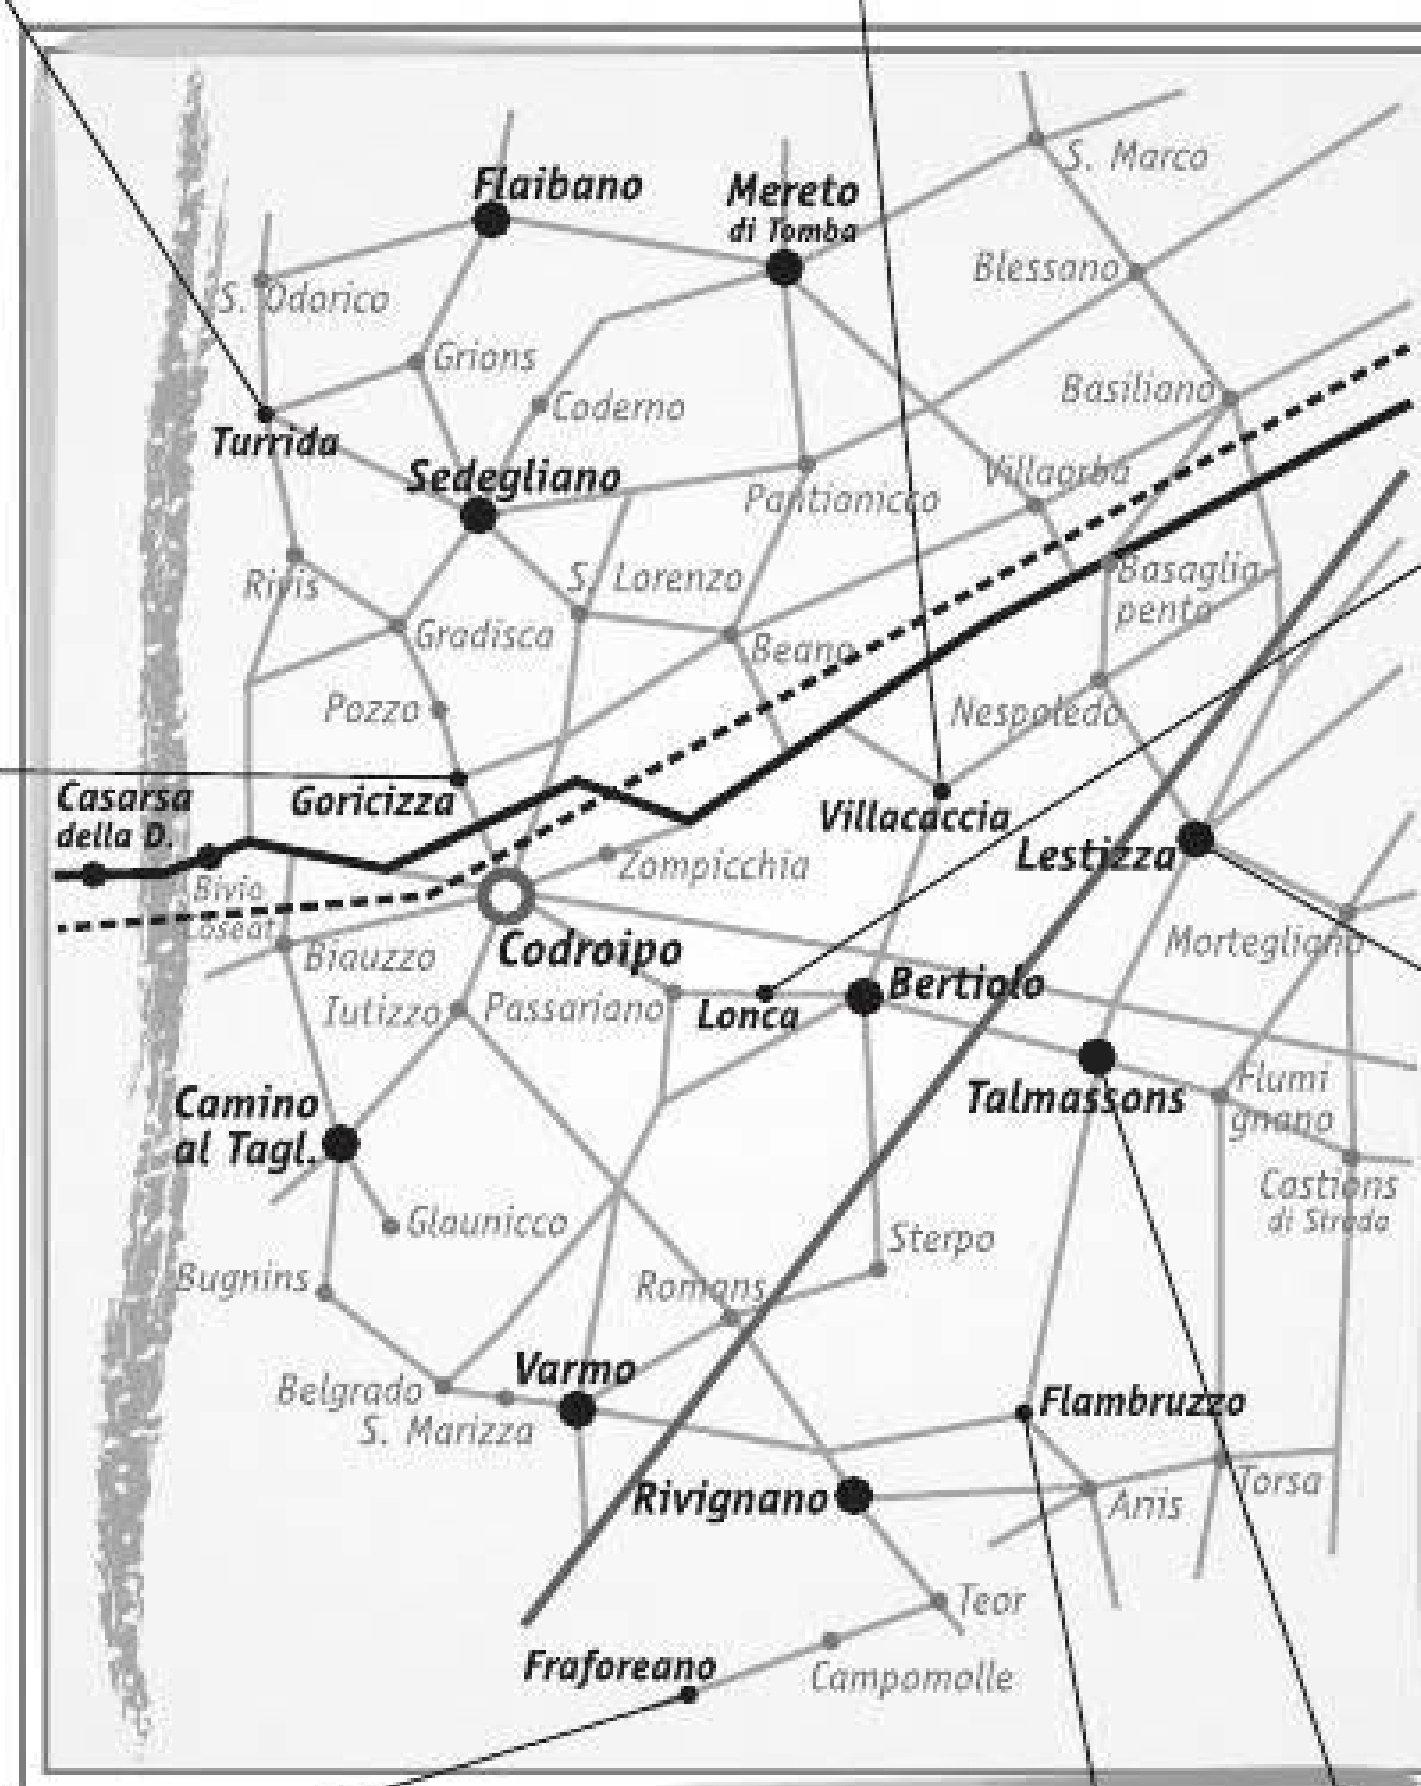 Flaibano
Mereto
di Tomba
S. Marco
Blessano
S. Odorico
Grions
Coderno
Basiliano
Turrida
Sedegliano
Pantianicco
Villaorba
Rivis
S. Lorenzo
Basaglia
penta
Gradisca
Beano
Pozzo
Nespoledo
Casarsa
della D.
Goricizza
Villacaccia
Lestizza
Bivio
Coseat
Zompicchia
Biauzzo
Codroipo
Mortegliano
Iutizzo
Passariano
Lonca
Bertiolo
Camino
al Tagl.
Talmassons
Flumi
gnano
Castions
di Strada
Glaunicco
Sterpo
Bugnins
Romans
Varmo
Belgrado
S. Marizza
Flambruzzo
Rivignano
Ariis
Torsa
Teor
Fraforeano
Campomolle